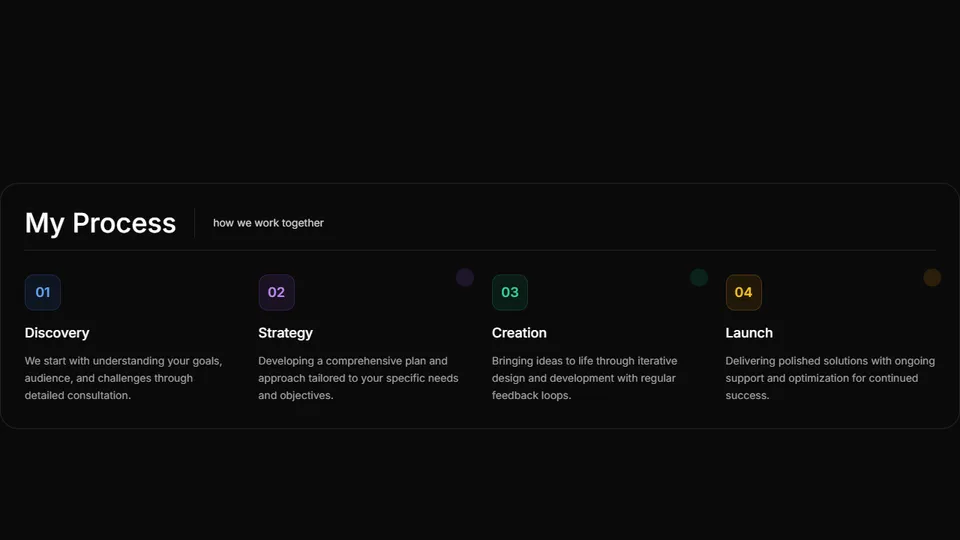 My Process
how we work together
01
Discovery
We start with understanding your goals,
audience, and challenges through
detailed consultation.
02
Strategy
Developing a comprehensive plan and
approach tailored to your specific needs
and objectives.
03
Creation
Bringing ideas to life through iterative
design and development with regular
feedback loops.
04
Launch
Delivering polished solutions with ongoing
support and optimization for continued
success.